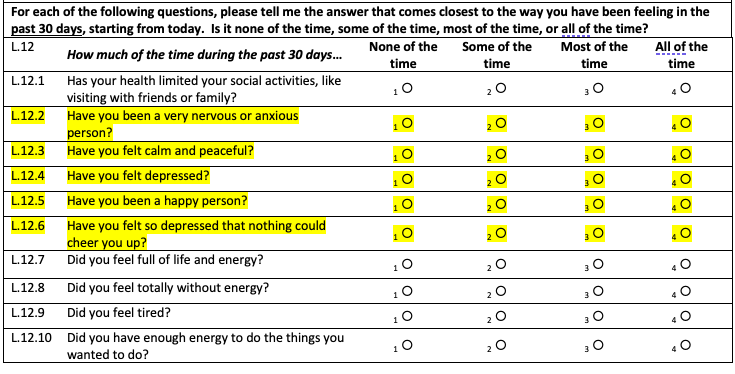 For each of the following questions, please tell me the answer that comes closest to the way you have been feeling in the
past 30 days, starting from today.  Is it none of the time, some of the time, most of the time, or all of the time?
L.12 How much of the time during the past 30 days... None of the time Some of the time Most of the time All of the time
L.12.1 Has your health limited your social activities, like
visiting with friends or family? 1 O 2 O 3 O 4 O
L.12.2 Have you been a very nervous or anxious
person? 1 O 2 O 3 O 4 O
L.12.3 Have you felt calm and peaceful? 1 O 2 O 3 O 4 O
L.12.4 Have you felt depressed? 1 O 2 O 3 O 4 O
L.12.5 Have you been a happy person? 1 O 2 O 3 O 4 O
L.12.6 Have you felt so depressed that nothing could
cheer you up? 1 O 2 O 3 O 4 O
L.12.7 Did you feel full of life and energy? 1 O 2 O 3 O 4 O
L.12.8 Did you feel totally without energy? 1 O 2 O 3 O 4 O
L.12.9 Did you feel tired? 1 O 2 O 3 O 4 O
L.12.10 Did you have enough energy to do the things you
wanted to do? 1 O 2 O 3 O 4 O